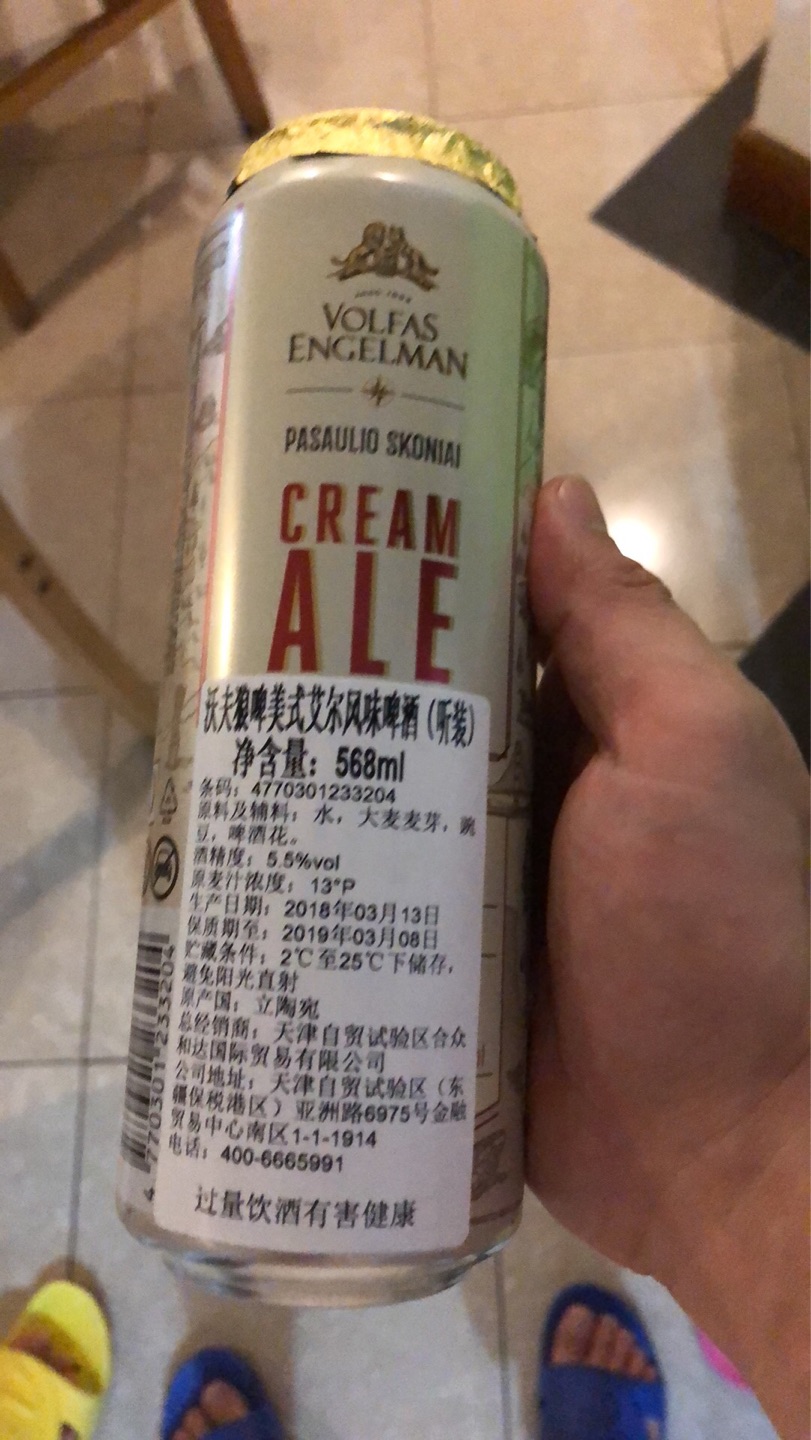 VOLFAS
ENGELMAN
PASAULIO SKONIAI
CREAM
ALE
沃夫狼啤美式艾尔风味啤酒（听装）
净含量：568ml
条码：4770301233204
原料及辅料：水，大麦麦芽，豌
豆，啤酒花。
酒精度：5.5%vol
原麦汁浓度：13°P
生产日期：2018年03月13日
保质期至：2019年03月08日
贮藏条件：2℃至25℃下储存，
避免阳光直射
原产国：立陶宛
总经销商：天津自贸试验区合众
和达国际贸易有限公司
公司地址：天津自贸试验区（东
疆保税港区）亚洲路6975号金融
贸易中心南区1-1-1914
电话：400-6665991
过量饮酒有害健康
4 770301 233204